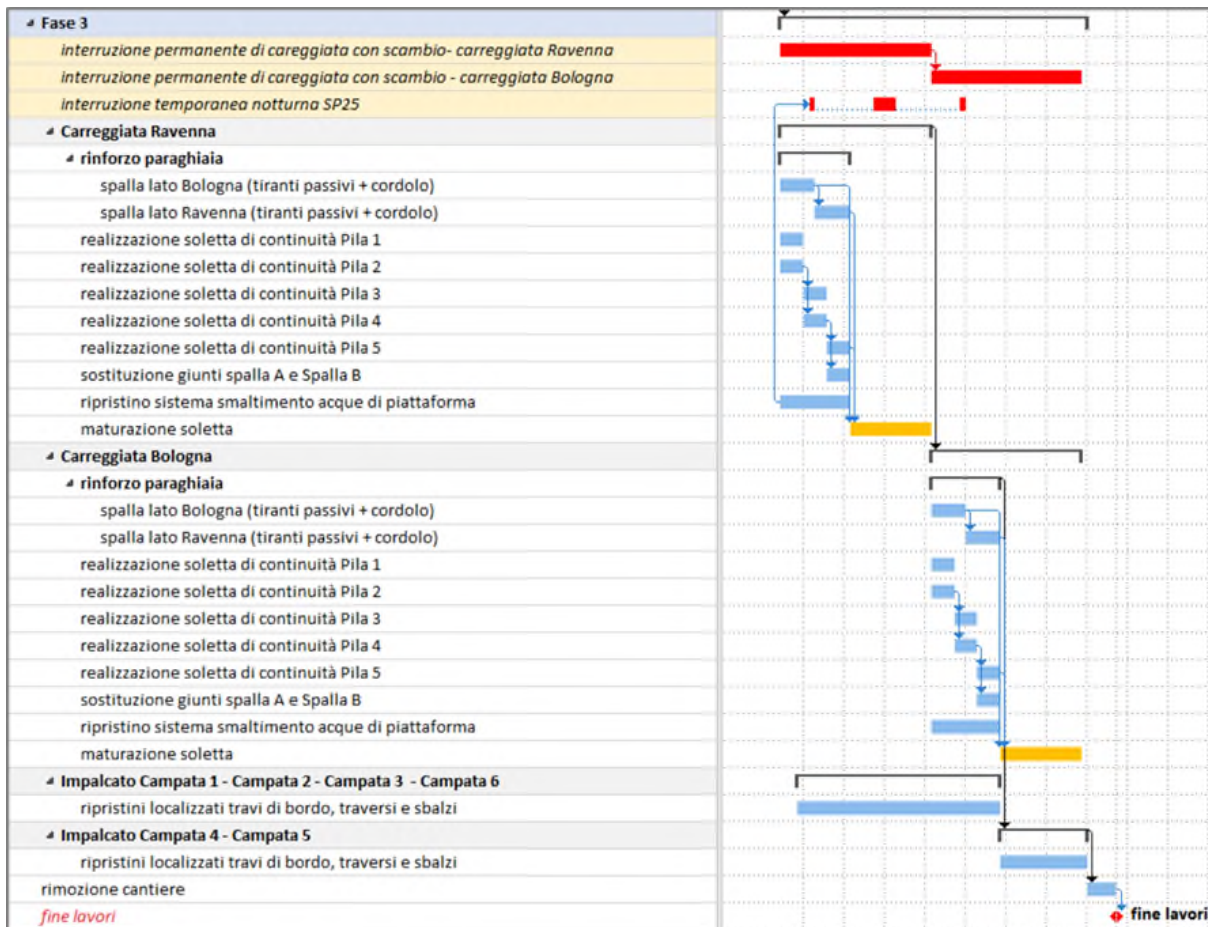 Fase 3
interruzione permanente di careggiata con scambio- carreggiata Ravenna
interruzione permanente di careggiata con scambio - carreggiata Bologna
interruzione temporanea notturna SP25
Carreggiata Ravenna
rinforzo paraghiaia
spalla lato Bologna (tiranti passivi + cordolo)
spalla lato Ravenna (tiranti passivi + cordolo)
realizzazione soletta di continuità Pila 1
realizzazione soletta di continuità Pila 2
realizzazione soletta di continuità Pila 3
realizzazione soletta di continuità Pila 4
realizzazione soletta di continuità Pila 5
sostituzione giunti spalla A e Spalla B
ripristino sistema smaltimento acque di piattaforma
maturazione soletta
Carreggiata Bologna
rinforzo paraghiaia
spalla lato Bologna (tiranti passivi + cordolo)
spalla lato Ravenna (tiranti passivi + cordolo)
realizzazione soletta di continuità Pila 1
realizzazione soletta di continuità Pila 2
realizzazione soletta di continuità Pila 3
realizzazione soletta di continuità Pila 4
realizzazione soletta di continuità Pila 5
sostituzione giunti spalla A e Spalla B
ripristino sistema smaltimento acque di piattaforma
maturazione soletta
Impalcato Campata 1 - Campata 2 - Campata 3 - Campata 6
ripristini localizzati travi di bordo, traversi e sbalzi
Impalcato Campata 4 - Campata 5
ripristini localizzati travi di bordo, traversi e sbalzi
rimozione cantiere
fine lavori
fine lavori